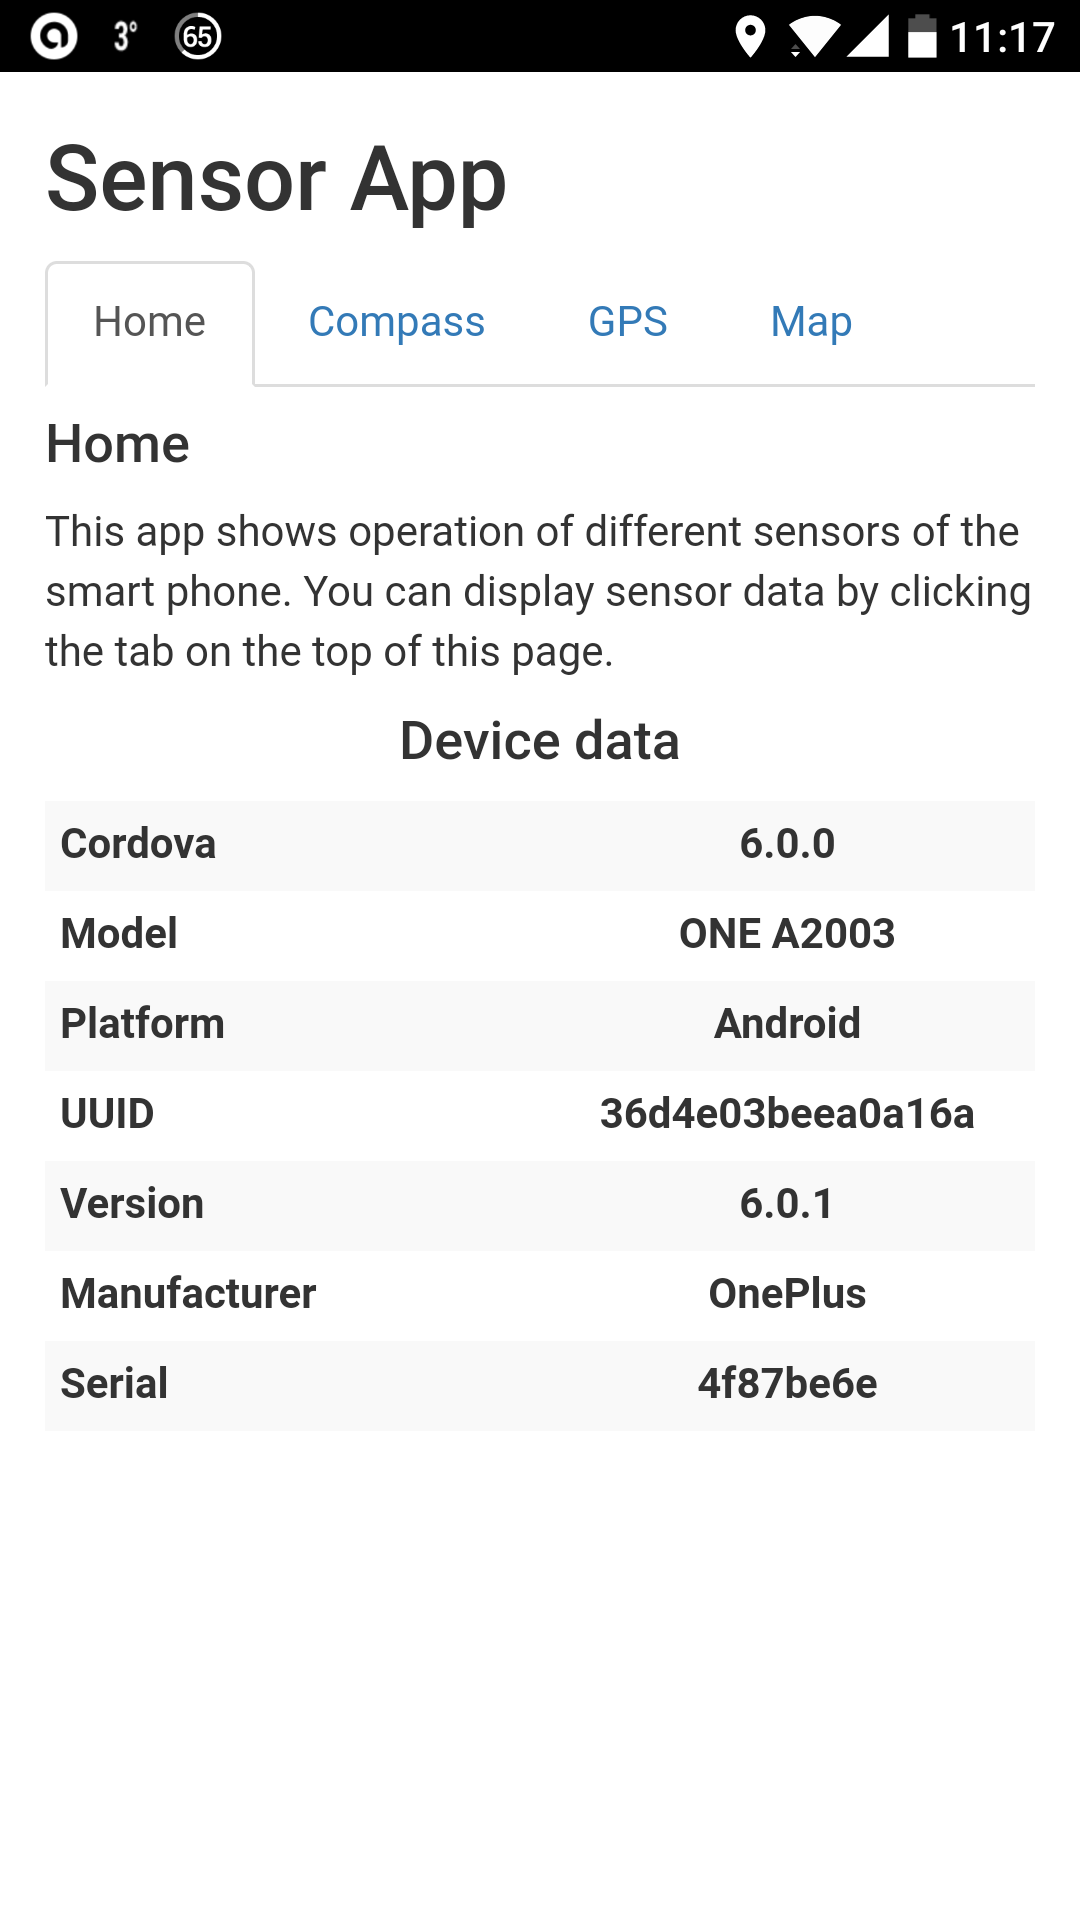 3° 65 11:17
Sensor App
Home Compass GPS Map
Home
This app shows operation of different sensors of the
smart phone. You can display sensor data by clicking
the tab on the top of this page.
Device data
Cordova 6.0.0
Model ONE A2003
Platform Android
UUID 36d4e03beea0a16a
Version 6.0.1
Manufacturer OnePlus
Serial 4f87be6e